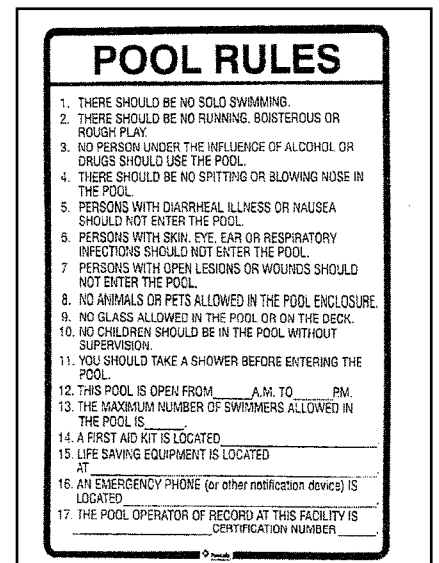 POOL RULES
1. THERE SHOULD BE NO SOLO SWIMMING.
2. THERE SHOULD BE NO RUNNING, BOISTEROUS OR
ROUGH PLAY.
3. NO PERSON UNDER THE INFLUENCE OF ALCOHOL OR
DRUGS SHOULD USE THE POOL.
4. THERE SHOULD BE NO SPITTING OR BLOWING NOSE IN
THE POOL.
5. PERSONS WITH DIARRHEAL ILLNESS OR NAUSEA
SHOULD NOT ENTER THE POOL.
6. PERSONS WITH SKIN, EYE, EAR OR RESPIRATORY
INFECTIONS SHOULD NOT ENTER THE POOL.
7 PERSONS WITH OPEN LESIONS OR WOUNDS SHOULD
NOT ENTER THE POOL.
8. NO ANIMALS OR PETS ALLOWED IN THE POOL ENCLOSURE.
9. NO GLASS ALLOWED IN THE POOL OR ON THE DECK.
10. NO CHILDREN SHOULD BE IN THE POOL WITHOUT
SUPERVISION.
11. YOU SHOULD TAKE A SHOWER BEFORE ENTERING THE
POOL.
12. THIS POOL IS OPEN FROM______A.M. TO______P.M.
13. THE MAXIMUM NUMBER OF SWIMMERS ALLOWED IN
THE POOL IS______.
14. A FIRST AID KIT IS LOCATED______________________.
15. LIFE SAVING EQUIPMENT IS LOCATED
AT______________________.
16. AN EMERGENCY PHONE (or other notification device) IS
LOCATED______________________.
17. THE POOL OPERATOR OF RECORD AT THIS FACILITY IS
______________CERTIFICATION NUMBER______.